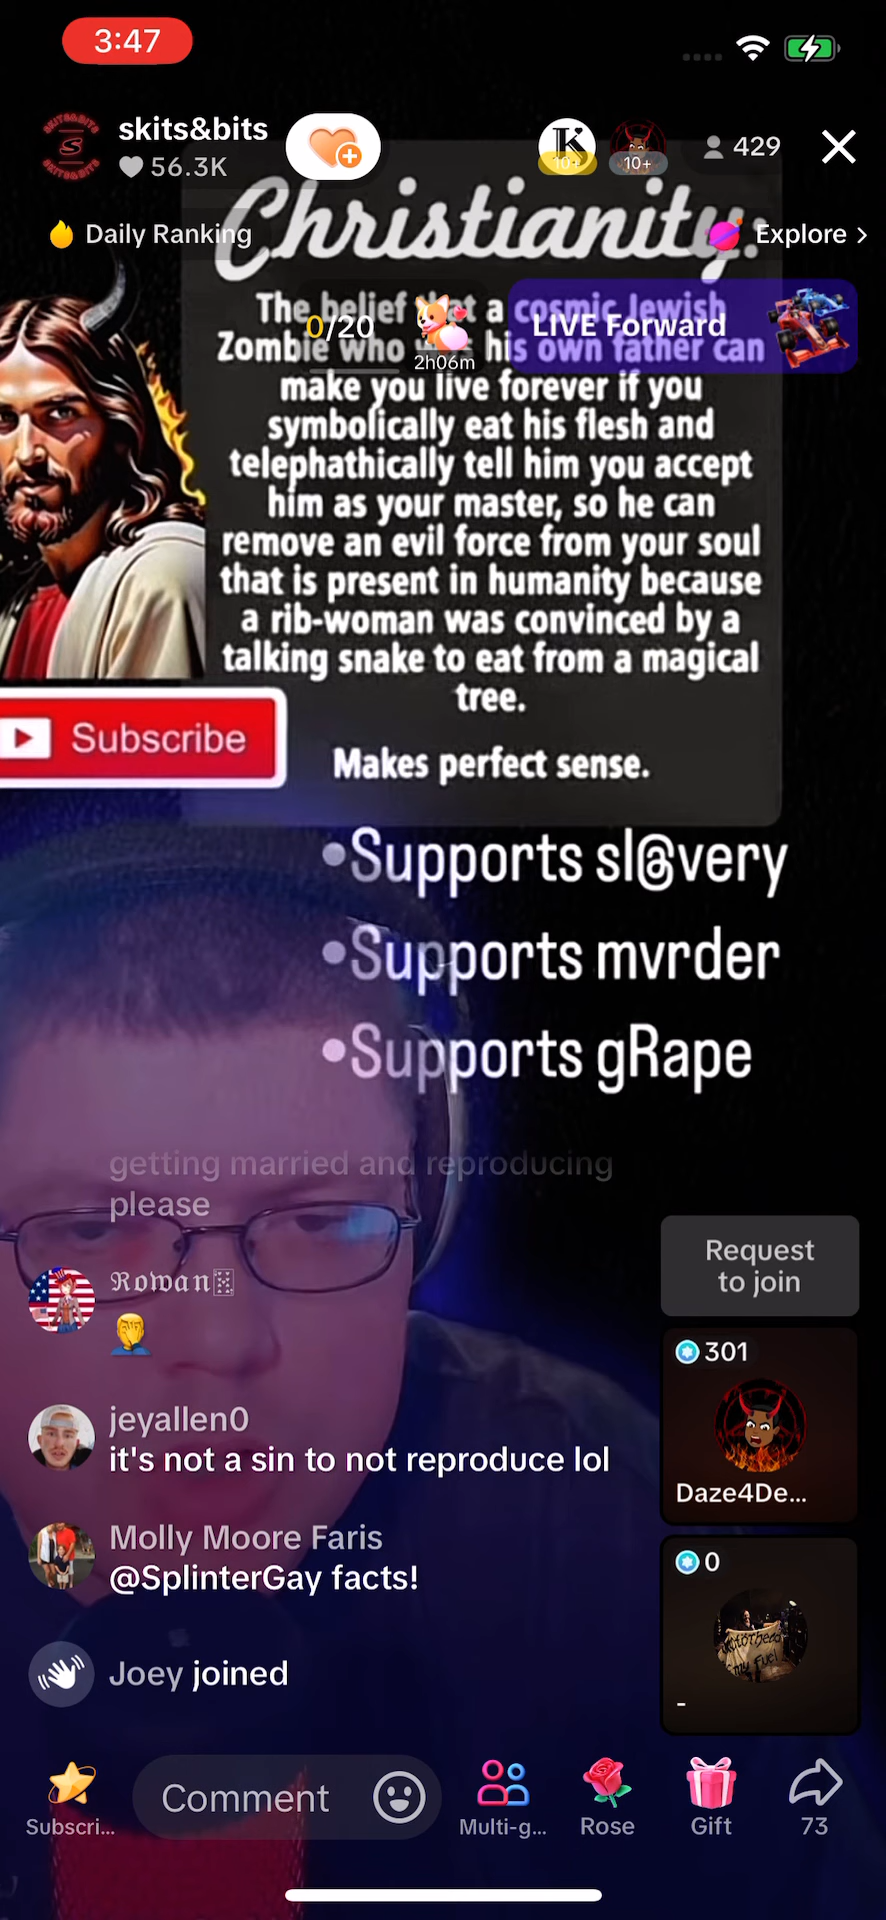 3:47
skits&bits
56.3K
K
10+
10+
429
Daily Ranking
Explore >
Christianity:
The belief that a cosmic Jewish
Zombie who was his own father can
make you live forever if you
symbolically eat his flesh and
telephathically tell him you accept
him as your master, so he can
remove an evil force from your soul
that is present in humanity because
a rib-woman was convinced by a
talking snake to eat from a magical
tree.
Makes perfect sense.
0/20
2h06m
LIVE Forward
Subscribe
•Supports sl@very
•Supports mvrder
•Supports gRape
getting married and reproducing
please
ℜ𝔬𝔴𝔞𝔫
jeyallen0
it's not a sin to not reproduce lol
Molly Moore Faris
@SplinterGay facts!
Joey joined
Request
to join
301
Daze4De...
0
-
Subscri...
Comment
Multi-g...
Rose
Gift
73